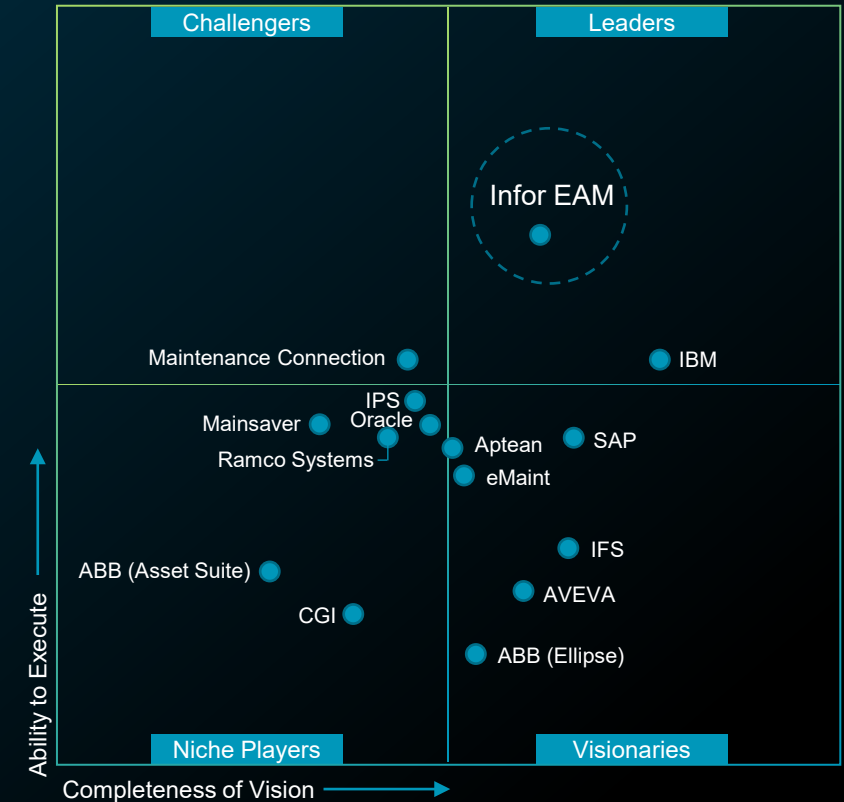 Challengers
Leaders
Infor EAM
Maintenance Connection
IBM
IPS
Mainsaver
Oracle
Ramco Systems
Aptean
SAP
eMaint
IFS
ABB (Asset Suite)
AVEVA
CGI
ABB (Ellipse)
Ability to Execute
Niche Players
Visionaries
Completeness of Vision